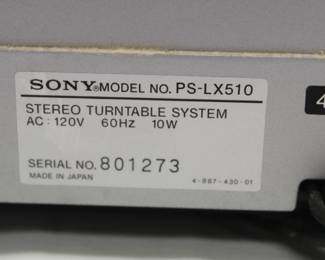 SONY® MODEL NO. PS-LX510
STEREO TURNTABLE SYSTEM
AC: 120V 60Hz 10W
SERIAL NO. 801273
MADE IN JAPAN 4-887-430-01
4